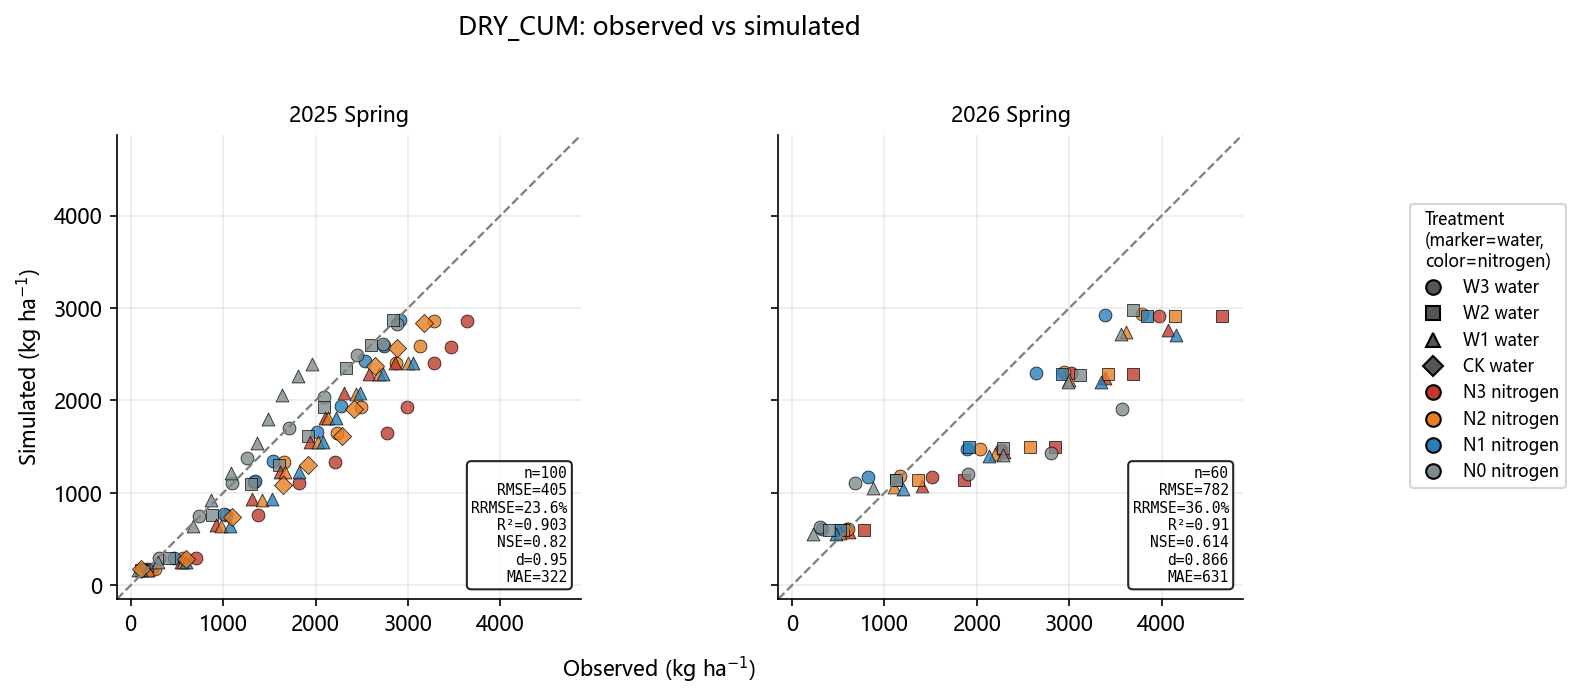 DRY_CUM: observed vs simulated
2025 Spring
2026 Spring
Simulated (kg ha⁻¹)
4000
3000
2000
1000
0
0 1000 2000 3000 4000
n=100
RMSE=405
RRMSE=23.6%
R²=0.903
NSE=0.82
d=0.95
MAE=322
0 1000 2000 3000 4000
n=60
RMSE=782
RRMSE=36.0%
R²=0.91
NSE=0.614
d=0.866
MAE=631
Observed (kg ha⁻¹)
Treatment
(marker=water,
color=nitrogen)
W3 water
W2 water
W1 water
CK water
N3 nitrogen
N2 nitrogen
N1 nitrogen
N0 nitrogen